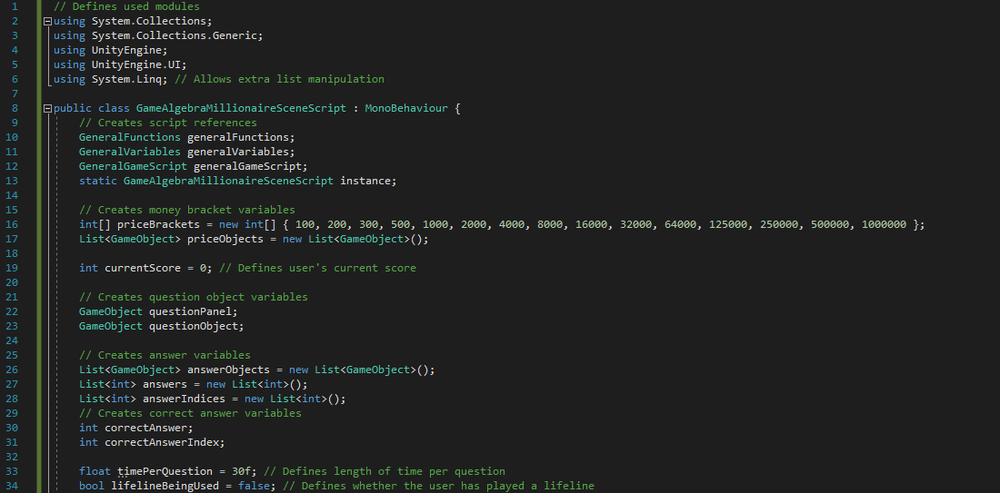 1 // Defines used modules
2 using System.Collections;
3 using System.Collections.Generic;
4 using UnityEngine;
5 using UnityEngine.UI;
6 using System.Linq; // Allows extra list manipulation
7
8 public class GameAlgebraMillionaireSceneScript : MonoBehaviour {
9 // Creates script references
10 GeneralFunctions generalFunctions;
11 GeneralVariables generalVariables;
12 GeneralGameScript generalGameScript;
13 static GameAlgebraMillionaireSceneScript instance;
14
15 // Creates money bracket variables
16 int[] priceBrackets = new int[] { 100, 200, 300, 500, 1000, 2000, 4000, 8000, 16000, 32000, 64000, 125000, 250000, 500000, 1000000 };
17 List<GameObject> priceObjects = new List<GameObject>();
18
19 int currentScore = 0; // Defines user's current score
20
21 // Creates question object variables
22 GameObject questionPanel;
23 GameObject questionObject;
24
25 // Creates answer variables
26 List<GameObject> answerObjects = new List<GameObject>();
27 List<int> answers = new List<int>();
28 List<int> answerIndices = new List<int>();
29 // Creates correct answer variables
30 int correctAnswer;
31 int correctAnswerIndex;
32
33 float timePerQuestion = 30f; // Defines length of time per question
34 bool lifelineBeingUsed = false; // Defines whether the user has played a lifeline